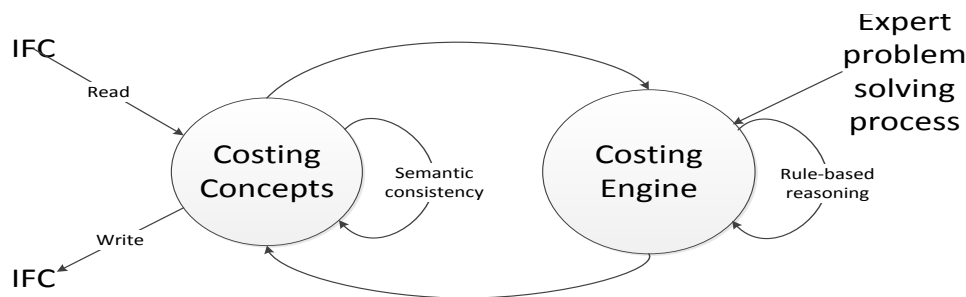 IFC
Read
Costing
Concepts
Semantic
consistency
Write
IFC
Costing
Engine
Expert
problem
solving
process
Rule-based
reasoning